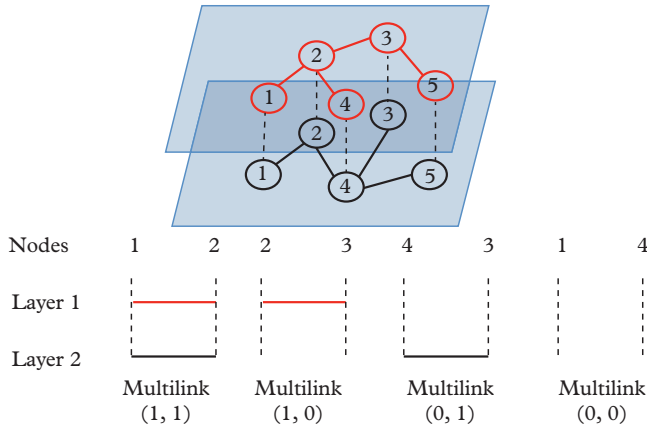 3
2
5
1
4
3
2
1
4
5
Nodes 1 2 2 3 4 3 1 4
Layer 1
Layer 2
Multilink Multilink Multilink Multilink
(1, 1) (1, 0) (0, 1) (0, 0)